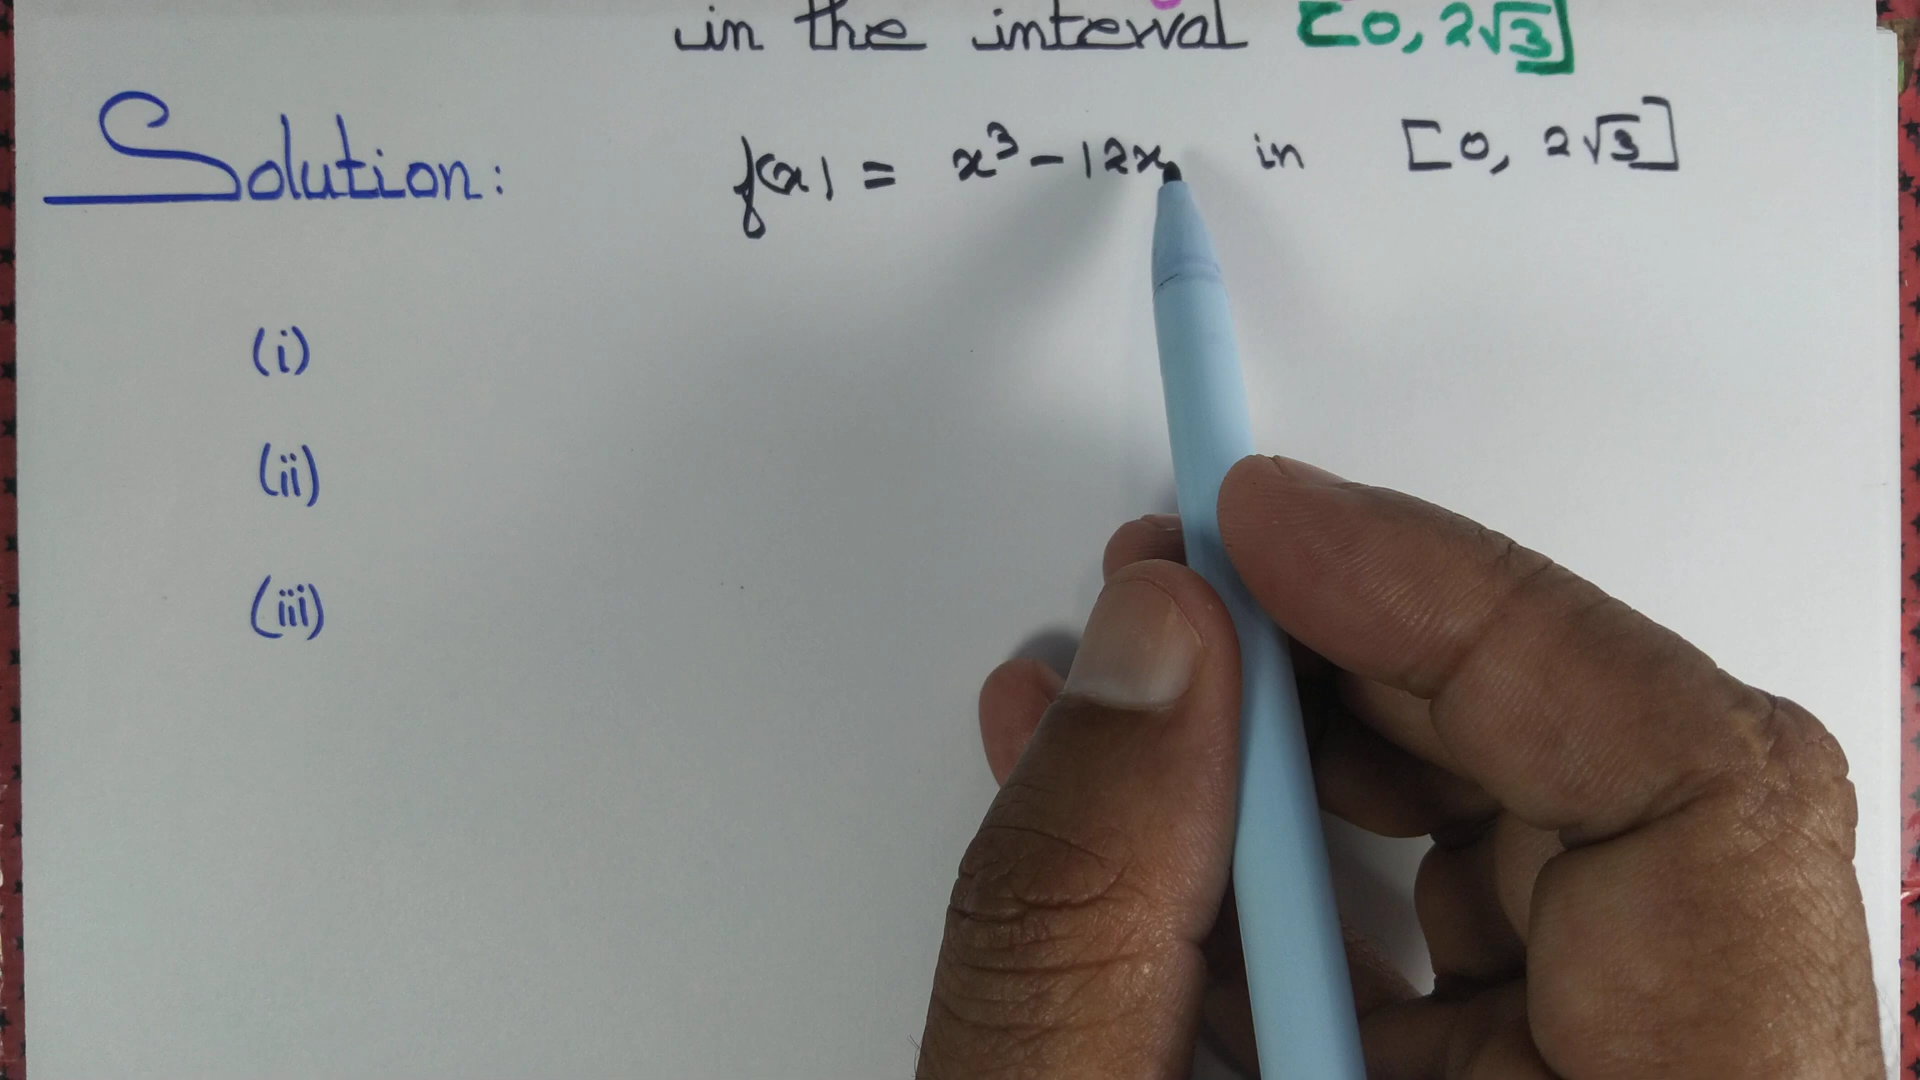 in the interval [0, 2√3]
Solution: f(x) = x³ - 12x in [0, 2√3]
(i)
(ii)
(iii)